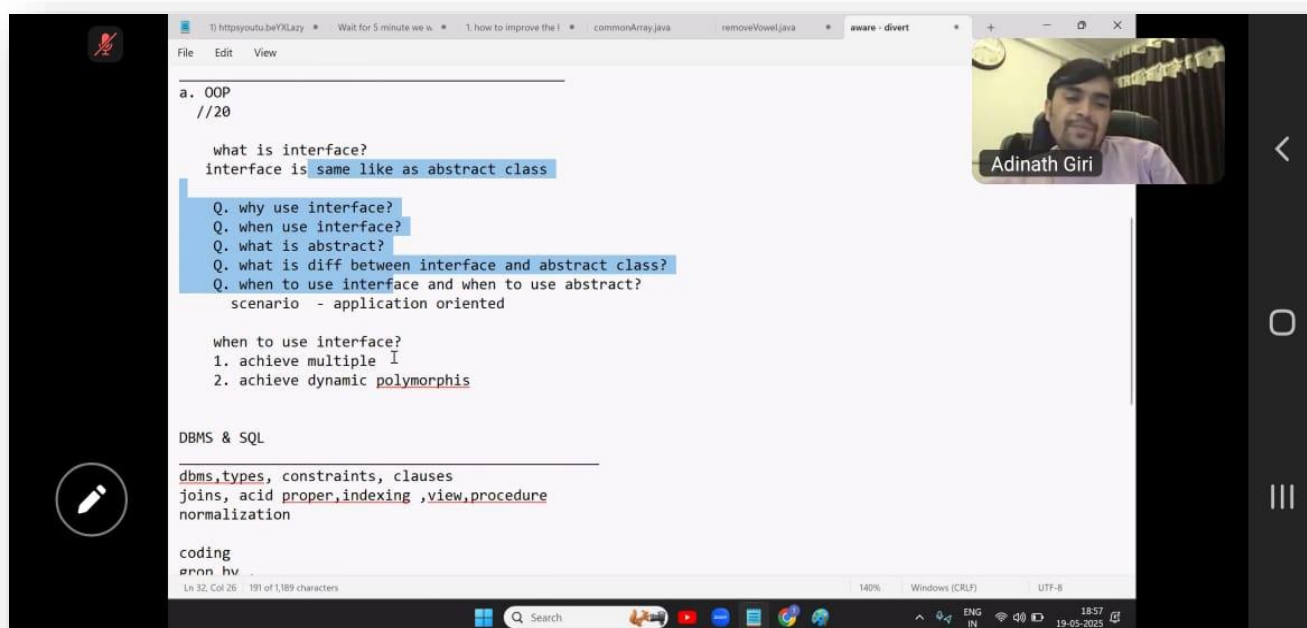 1) httpsyoutu.beYXLazy
Wait for 5 minute we w
1. how to improve the l
commonArray.java
removeVowel.java
aware - divert
File Edit View
a. OOP
//20
what is interface?
interface is same like as abstract class
Q. why use interface?
Q. when use interface?
Q. what is abstract?
Q. what is diff between interface and abstract class?
Q. when to use interface and when to use abstract?
scenario - application oriented
when to use interface?
1. achieve multiple
2. achieve dynamic polymorphis
Adinath Giri
DBMS & SQL
dbms,types, constraints, clauses
joins, acid proper,indexing ,view,procedure
normalization
coding
grop by
Ln 32, Col 26 191 of 1,189 characters 140% Windows (CRLF) UTF-8
Search
ENG
IN
18:57
19-05-2025